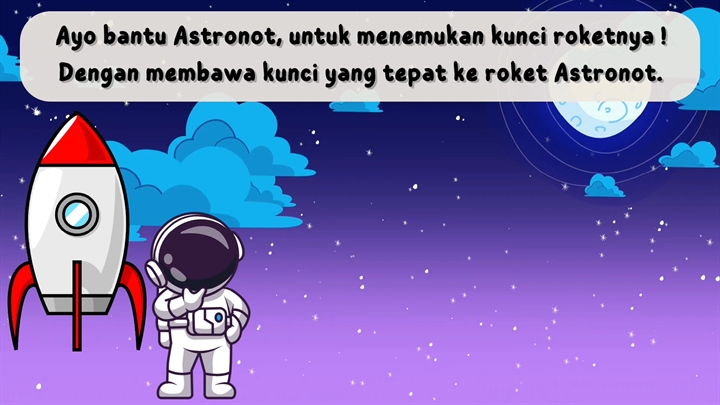 Ayo bantu Astronot, untuk menemukan kunci roketnya !
Dengan membawa kunci yang tepat ke roket Astronot.